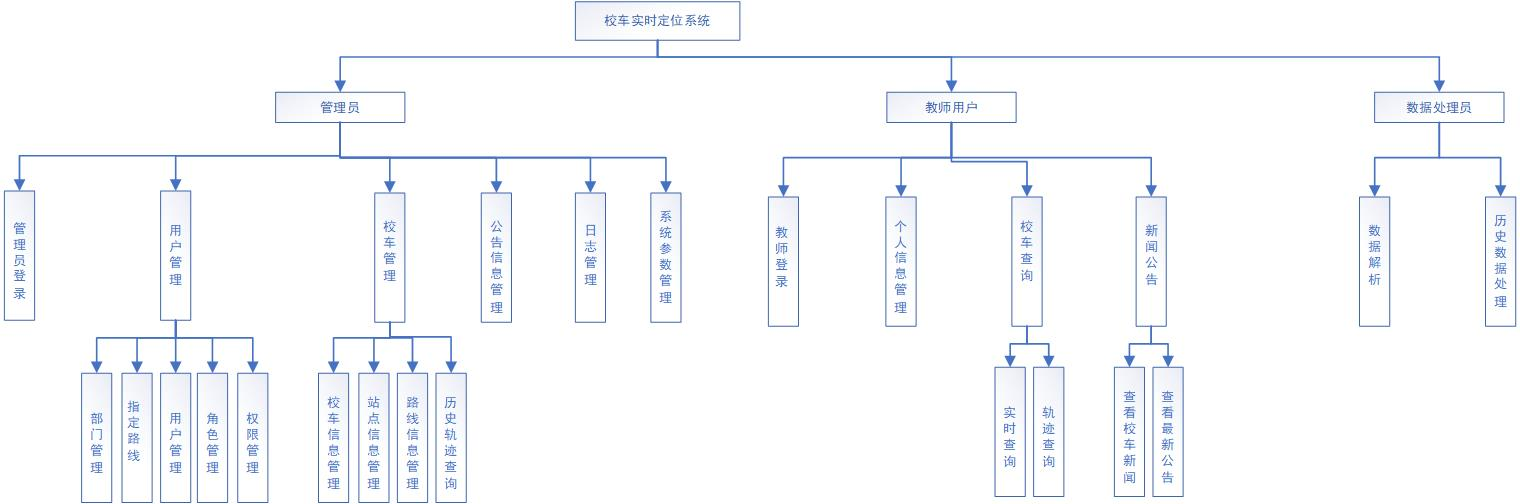 校车实时定位系统
管理员
教师用户
数据处理员
管理员登录
用户管理
校车管理
公告信息管理
日志管理
系统参数管理
教师登录
个人信息管理
校车查询
新闻公告
数据解析
历史数据处理
部门管理
指定路线
用户管理
角色管理
权限管理
校车信息管理
站点信息管理
路线信息管理
历史轨迹查询
实时查询
轨迹查询
查看校车新闻
查看最新公告